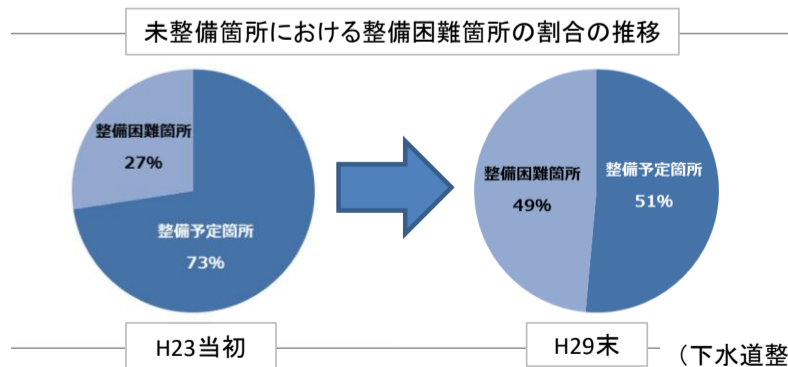 未整備箇所における整備困難箇所の割合の推移
整備困難箇所
27%
整備予定箇所
73%
整備困難箇所
49%
整備予定箇所
51%
H23当初
H29末
(下水道整